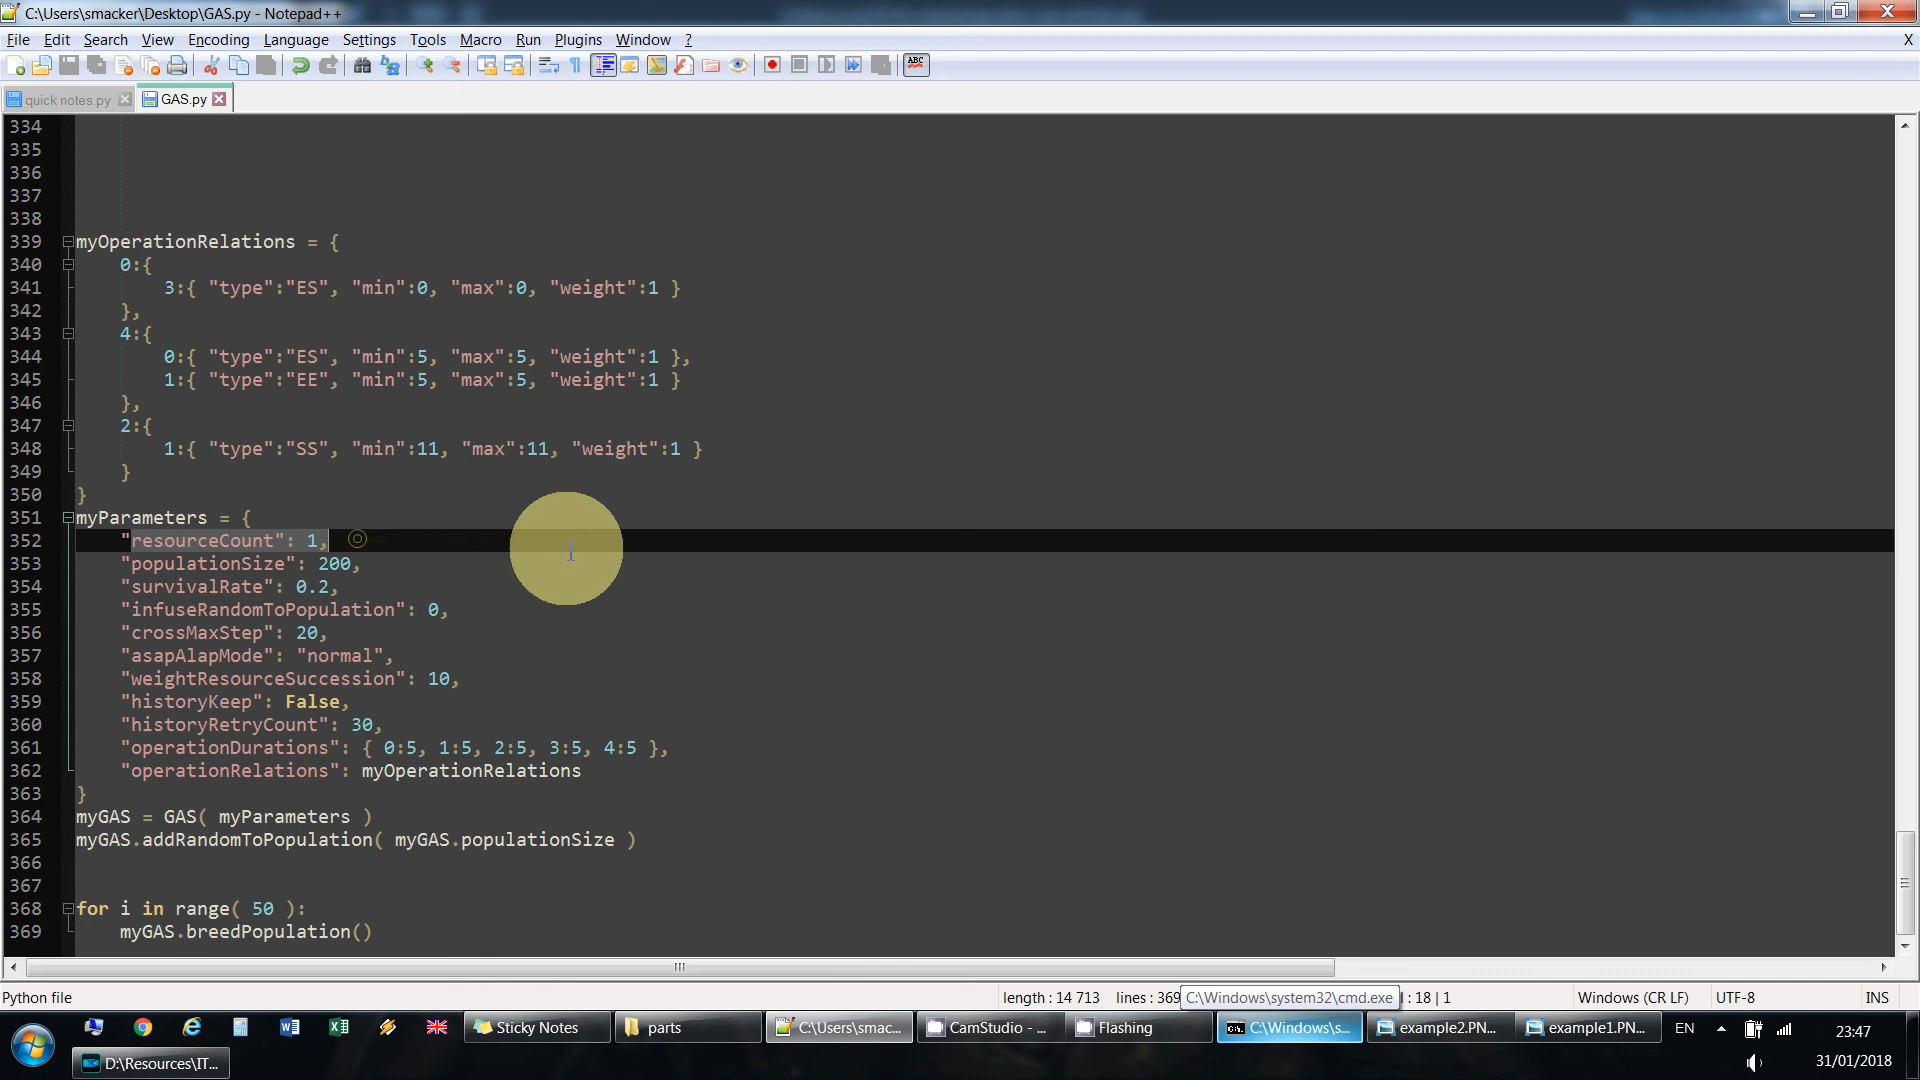 C:\Users\smacker\Desktop\GAS.py - Notepad++
File Edit Search View Encoding Language Settings Tools Macro Run Plugins Window ? X
ABC
quick notes.py GAS.py
334
335
336
337
338
339 myOperationRelations = {
340 0:{
341 3:{ "type":"ES", "min":0, "max":0, "weight":1 }
342 },
343 4:{
344 0:{ "type":"ES", "min":5, "max":5, "weight":1 },
345 1:{ "type":"EE", "min":5, "max":5, "weight":1 }
346 },
347 2:{
348 1:{ "type":"SS", "min":11, "max":11, "weight":1 }
349 }
350 }
351 myParameters = {
352 "resourceCount": 1,
353 "populationSize": 200,
354 "survivalRate": 0.2,
355 "infuseRandomToPopulation": 0,
356 "crossMaxStep": 20,
357 "asapAlapMode": "normal",
358 "weightResourceSuccession": 10,
359 "historyKeep": False,
360 "historyRetryCount": 30,
361 "operationDurations": { 0:5, 1:5, 2:5, 3:5, 4:5 },
362 "operationRelations": myOperationRelations
363 }
364 myGAS = GAS( myParameters )
365 myGAS.addRandomToPopulation( myGAS.populationSize )
366
367
368 for i in range( 50 ):
369 myGAS.breedPopulation()
Python file length : 14 713 lines : 369 C:\Windows\system32\cmd.exe l : 18 | 1 Windows (CR LF) UTF-8 INS
Sticky Notes parts C:\Users\smac... CamStudio - ... Flashing C:\Windows\s... example2.PN... example1.PN... EN 23:47
D:\Resources\IT... 31/01/2018